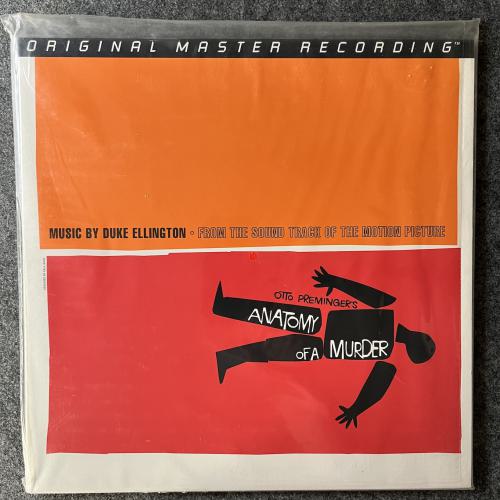 ORIGINAL MASTER RECORDING™
MUSIC BY DUKE ELLINGTON • FROM THE SOUND TRACK OF THE MOTION PICTURE
OTTO PREMINGER'S
ANATOMY
OF A MURDER